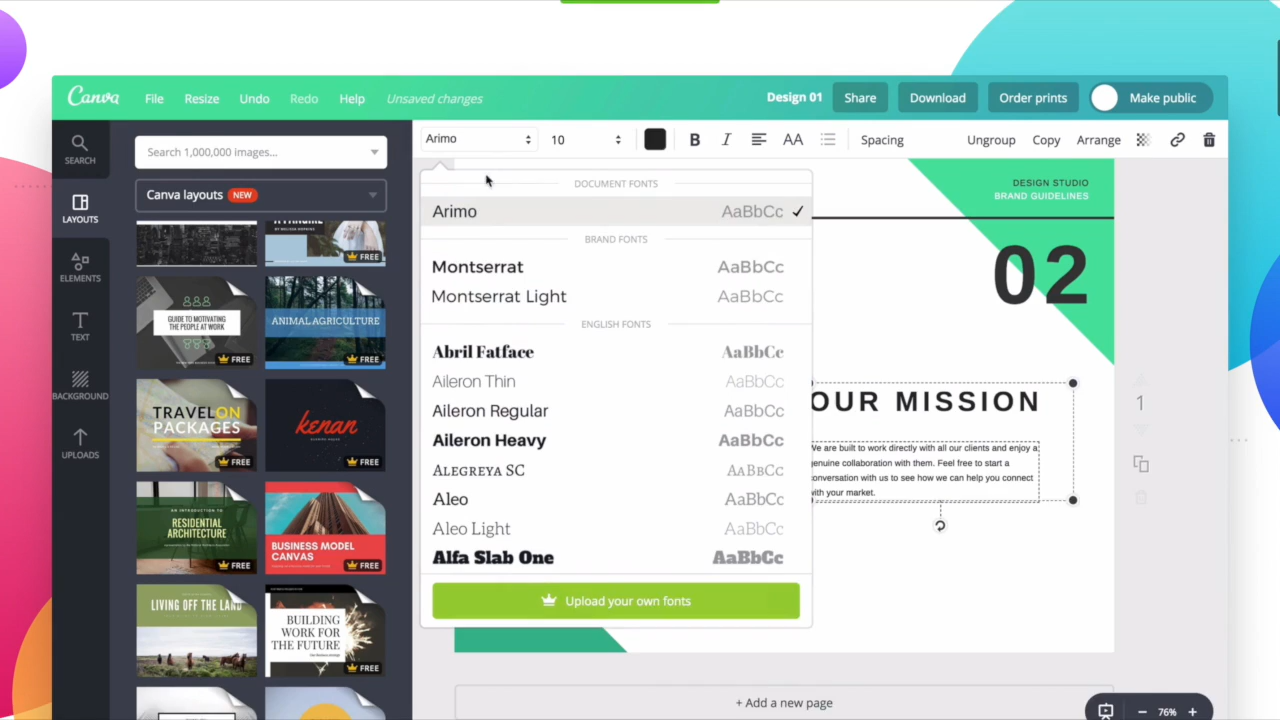 Canva
File
Resize
Undo
Redo
Help
Unsaved changes
Design 01
Share
Download
Order prints
Make public
SEARCH
LAYOUTS
ELEMENTS
TEXT
BACKGROUND
UPLOADS
Search 1,000,000 images...
Canva layouts NEW
FREE
GUIDE TO MOTIVATING
THE PEOPLE AT WORK
FREE
ANIMAL AGRICULTURE
FREE
TRAVELON
PACKAGES
FREE
kenan
FREE
AN INTRODUCTION TO
RESIDENTIAL
ARCHITECTURE
FREE
BUSINESS MODEL
CANVAS
FREE
LIVING OFF THE LAND
BUILDING
WORK FOR
THE FUTURE
FREE
Arimo
10
B
I
AA
Spacing
Ungroup
Copy
Arrange
DOCUMENT FONTS
Arimo AaBbCc
BRAND FONTS
Montserrat AaBbCc
Montserrat Light AaBbCc
ENGLISH FONTS
Abril Fatface AaBbCc
Aileron Thin AaBbCc
Aileron Regular AaBbCc
Aileron Heavy AaBbCc
Alegreya SC AaBbCc
Aleo AaBbCc
Aleo Light AaBbCc
Alfa Slab One AaBbCc
Upload your own fonts
DESIGN STUDIO
BRAND GUIDELINES
02
OUR MISSION
We are built to work directly with all our clients and enjoy a
genuine collaboration with them. Feel free to start a
conversation with us to see how we can help you connect
with your market.
1
+ Add a new page
76%